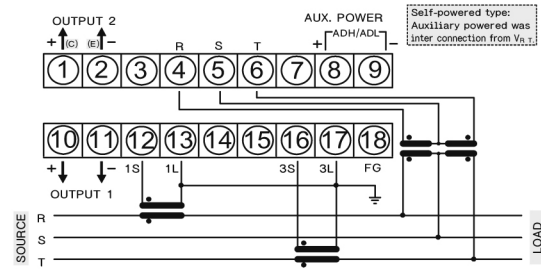 OUTPUT 2
+ (C) (E) −
AUX. POWER
ADH/ADL
+ −
Self-powered type:
Auxiliary powered was
inter connection from VR T.
R S T
1 2 3 4 5 6 7 8 9
10 11 12 13 14 15 16 17 18
+ − 1S 1L 3S 3L FG
OUTPUT 1
SOURCE
R
S
T
LOAD